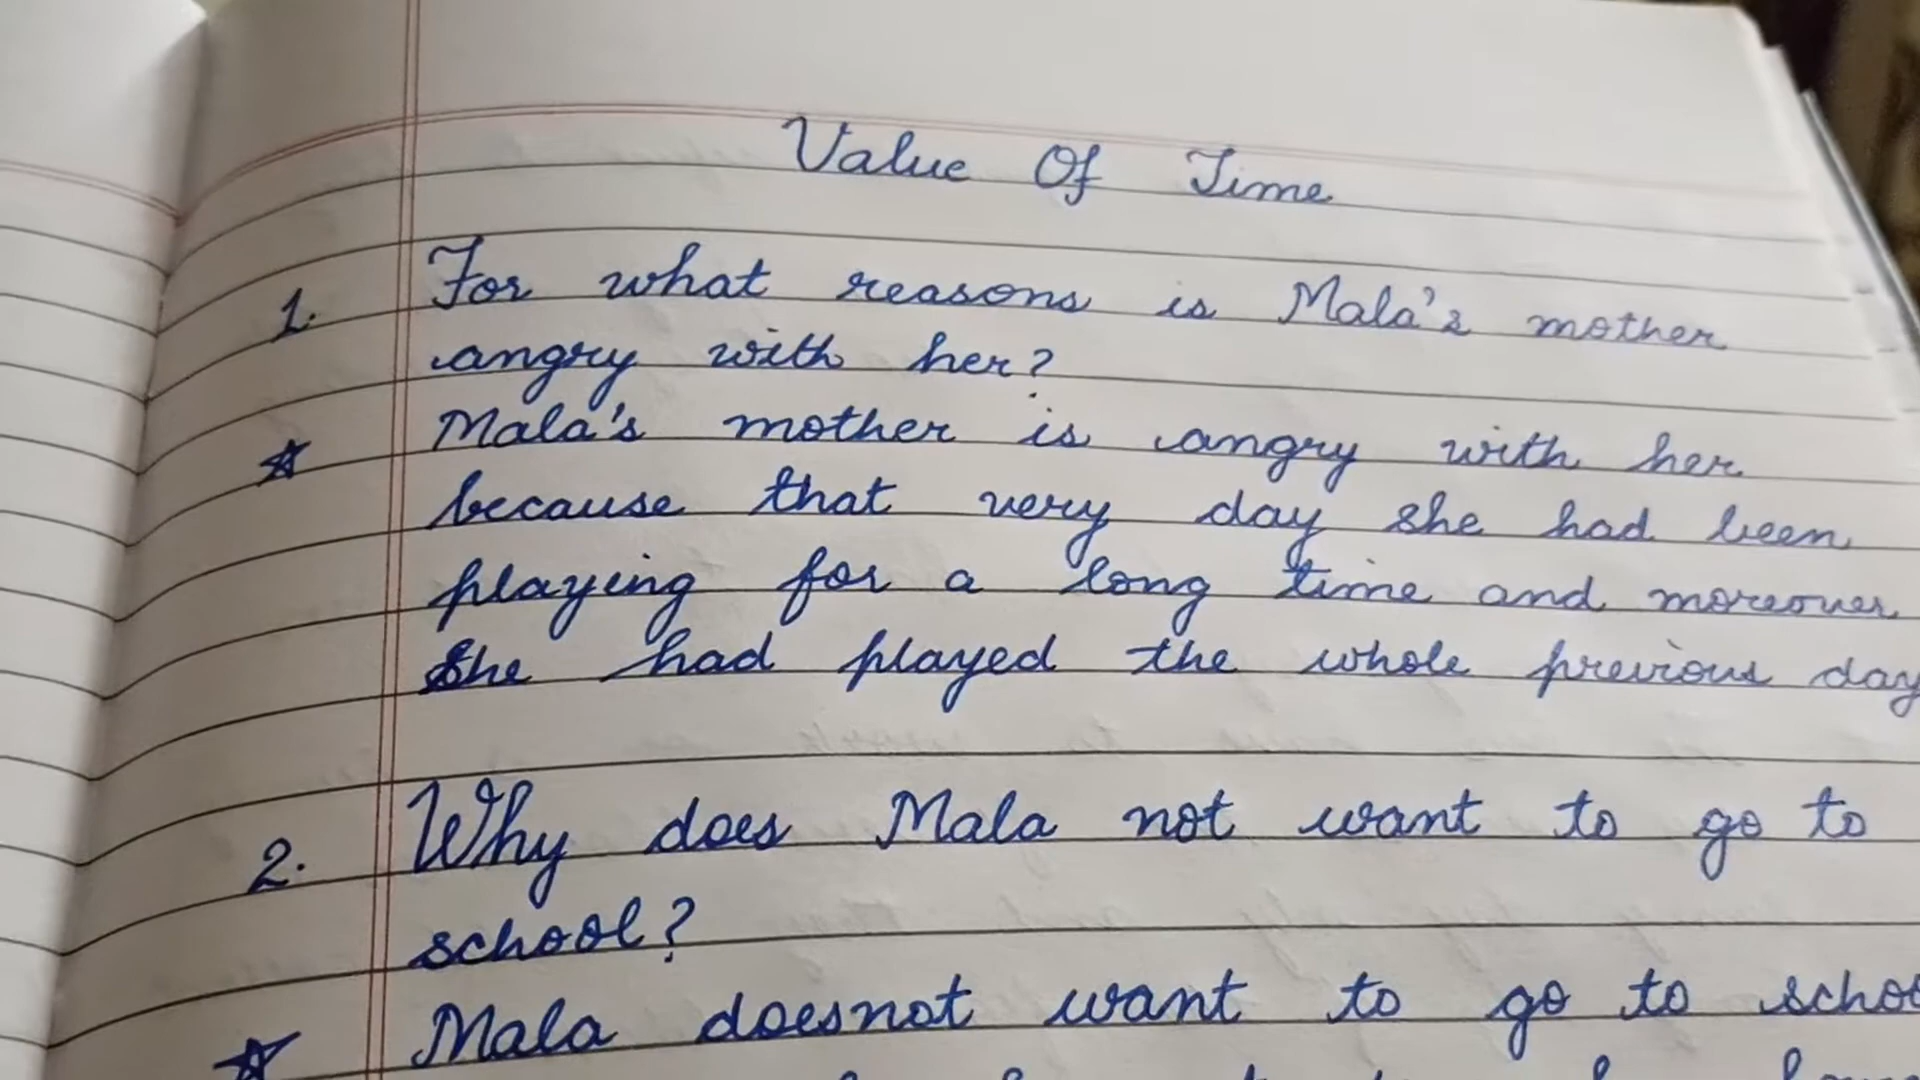 Value Of Time
1. For what reasons is Mala's mother
angry with her?
☆ Mala's mother is angry with her
because that very day she had been
playing for a long time and moreover
she had played the whole previous day
2. Why does Mala not want to go to
school?
☆ Mala doesnot want to go to schoo